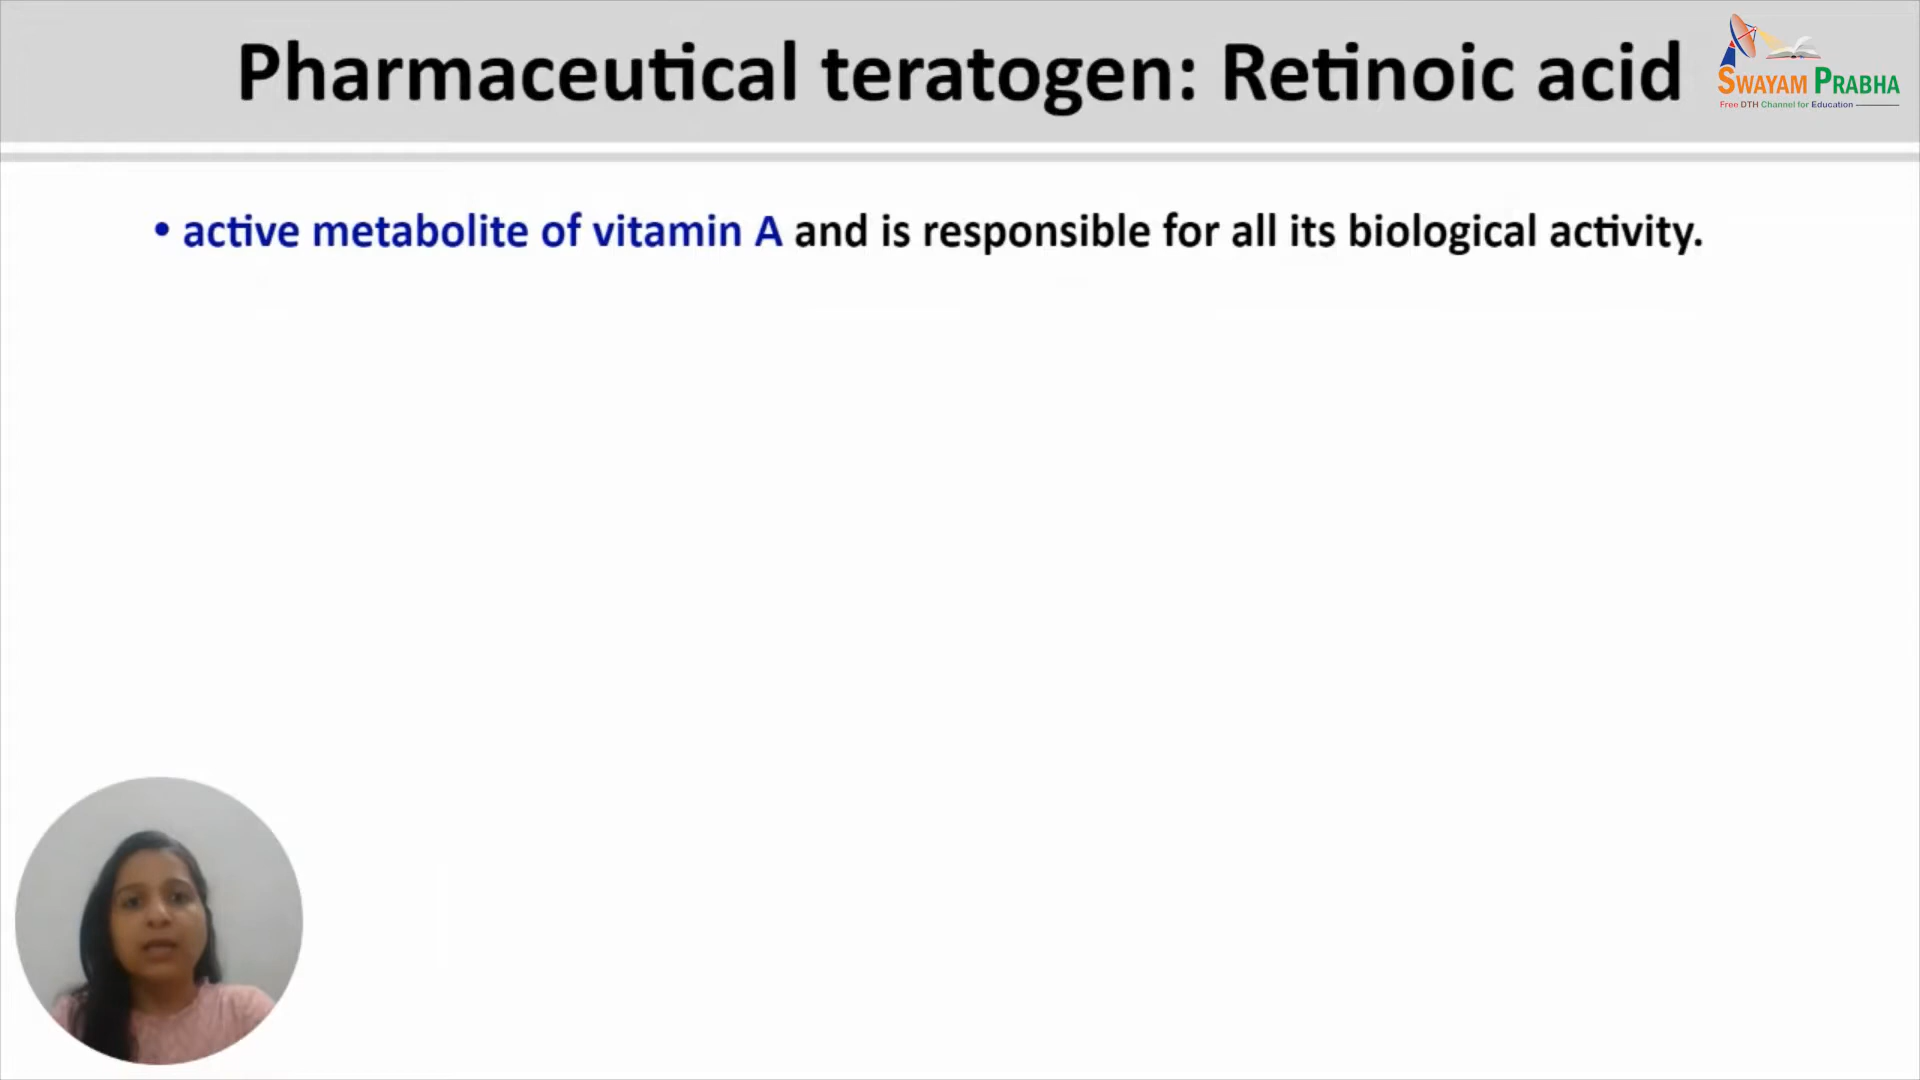 Pharmaceutical teratogen: Retinoic acid
SWAYAM PRABHA
Free DTH Channel for Education
• active metabolite of vitamin A and is responsible for all its biological activity.